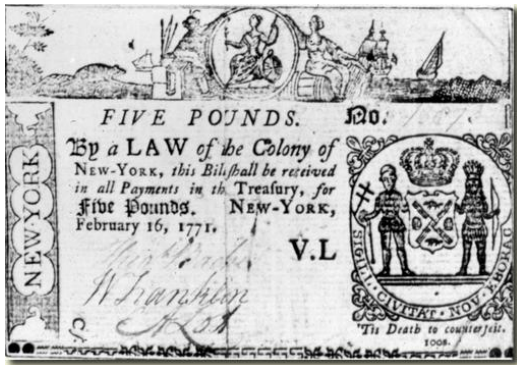 FIVE POUNDS.
No.
By a LAW of the Colony of
NEW-YORK, this Bill shall be received
in all Payments in th Treasury, for
Five Pounds. NEW-YORK,
February 16, 1771.
V.L
NEW-YORK
SIGILL. CIVITAT. NOV. EBORAC.
'Tis Death to counterfeit.